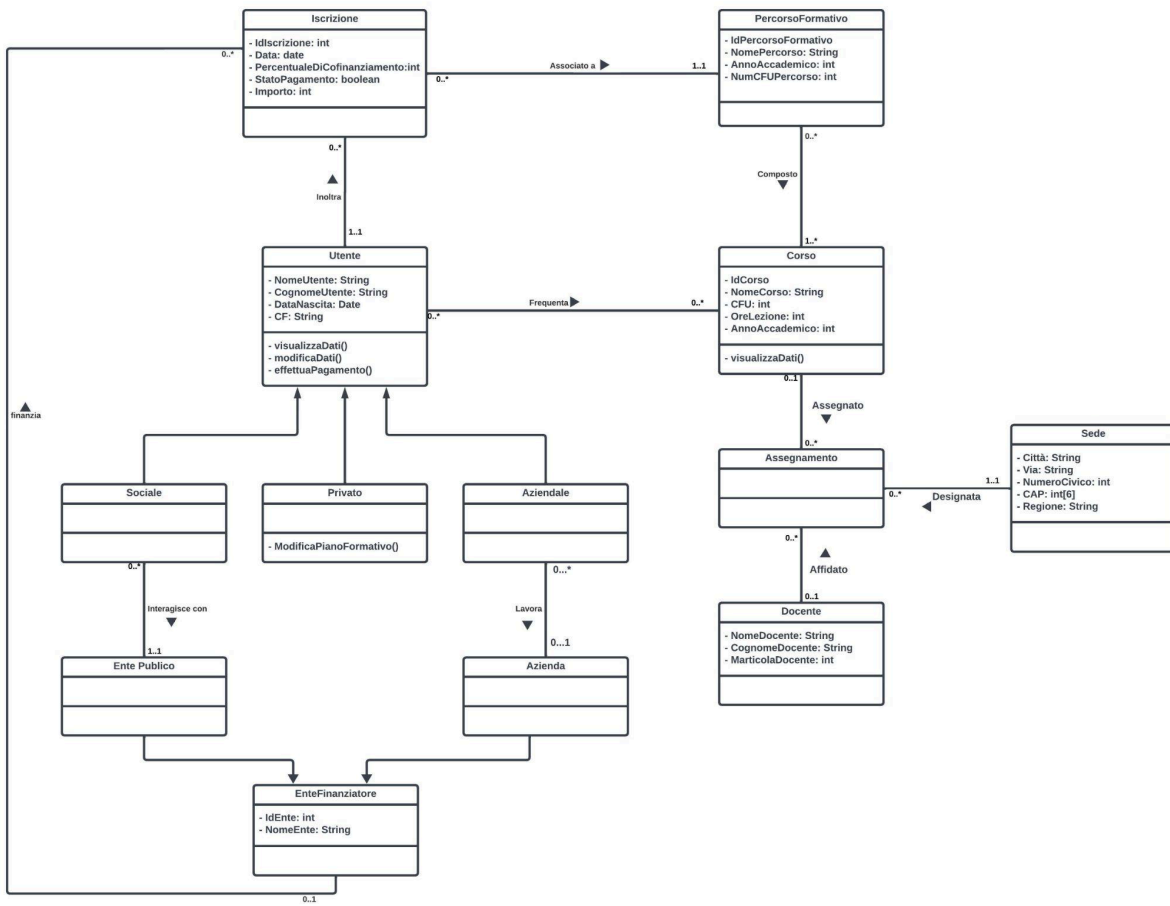 Iscrizione
- IdIscrizione: int
- Data: date
- PercentualeDiCofinanziamento:int
- StatoPagamento: boolean
- Importo: int
0..*
0..*
Associato a
1..1
PercorsoFormativo
- IdPercorsoFormativo
- NomePercorso: String
- AnnoAccademico: int
- NumCFUPercorso: int
0..*
Inoltra
1..1
0..*
Composto
1..*
Utente
- NomeUtente: String
- CognomeUtente: String
- DataNascita: Date
- CF: String
- visualizzaDati()
- modificaDati()
- effettuaPagamento()
0..*
Frequenta
0..*
Corso
- IdCorso
- NomeCorso: String
- CFU: int
- OreLezione: int
- AnnoAccademico: int
- visualizzaDati()
0..1
Assegnato
0..*
finanzia
Sociale
Privato
- ModificaPianoFormativo()
Aziendale
Assegnamento
0..*
Designata
1..1
Sede
- Città: String
- Via: String
- NumeroCivico: int
- CAP: int[6]
- Regione: String
0..*
Interagisce con
1..1
0...*
Lavora
0...1
0..*
Affidato
0..1
Docente
- NomeDocente: String
- CognomeDocente: String
- MarticolaDocente: int
Ente Publico
Azienda
EnteFinanziatore
- IdEnte: int
- NomeEnte: String
0..1